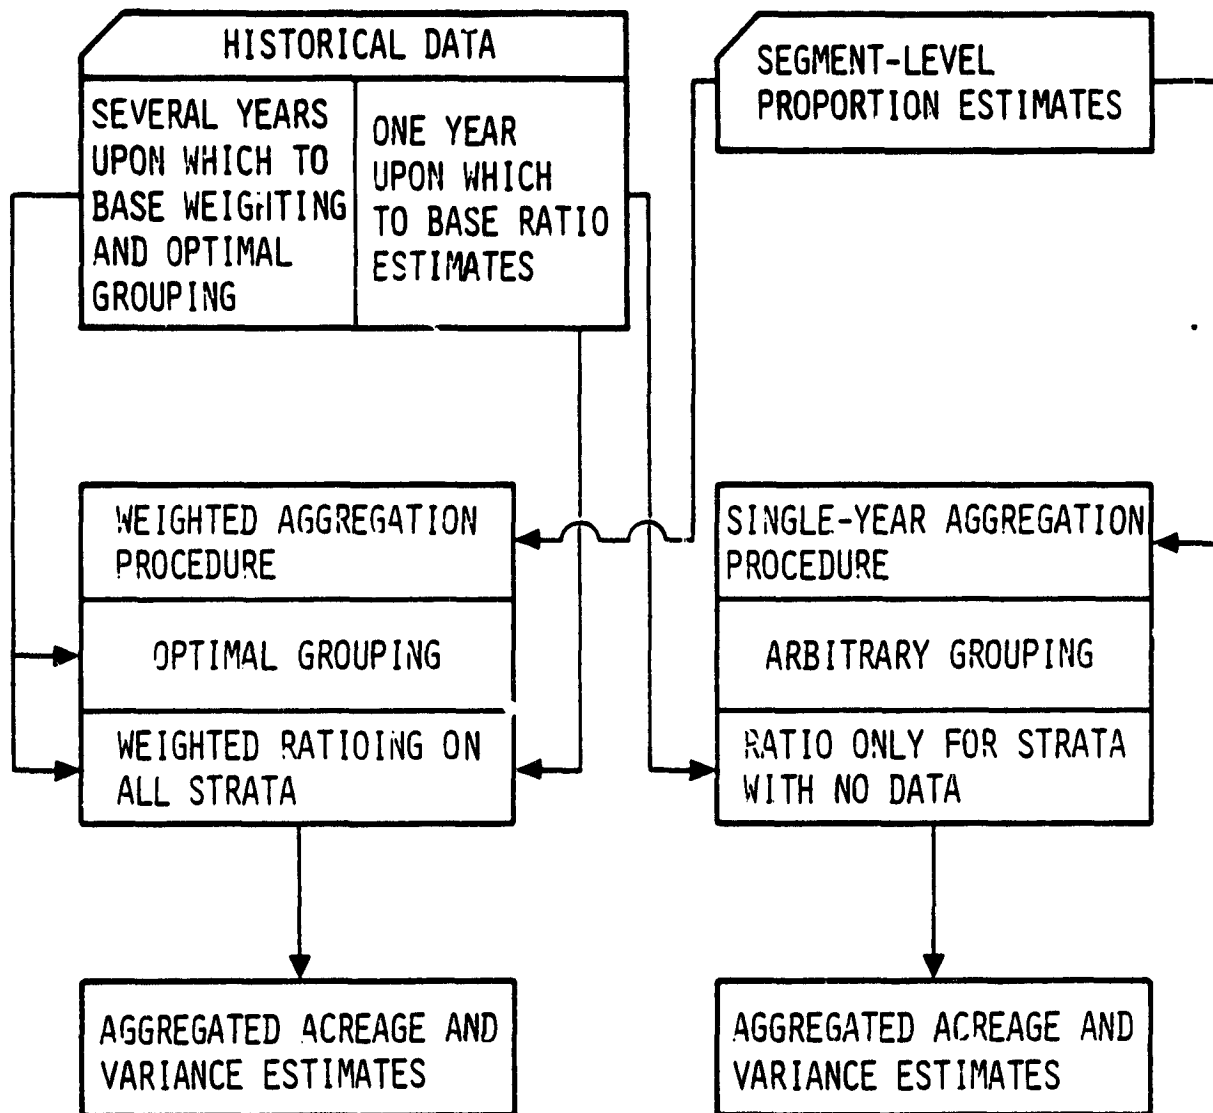 HISTORICAL DATA
SEVERAL YEARS
UPON WHICH TO
BASE WEIGHTING
AND OPTIMAL
GROUPING
ONE YEAR
UPON WHICH
TO BASE RATIO
ESTIMATES
SEGMENT-LEVEL
PROPORTION ESTIMATES
WEIGHTED AGGREGATION
PROCEDURE
OPTIMAL GROUPING
WEIGHTED RATIOING ON
ALL STRATA
SINGLE-YEAR AGGREGATION
PROCEDURE
ARBITRARY GROUPING
RATIO ONLY FOR STRATA
WITH NO DATA
AGGREGATED ACREAGE AND
VARIANCE ESTIMATES
AGGREGATED ACREAGE AND
VARIANCE ESTIMATES